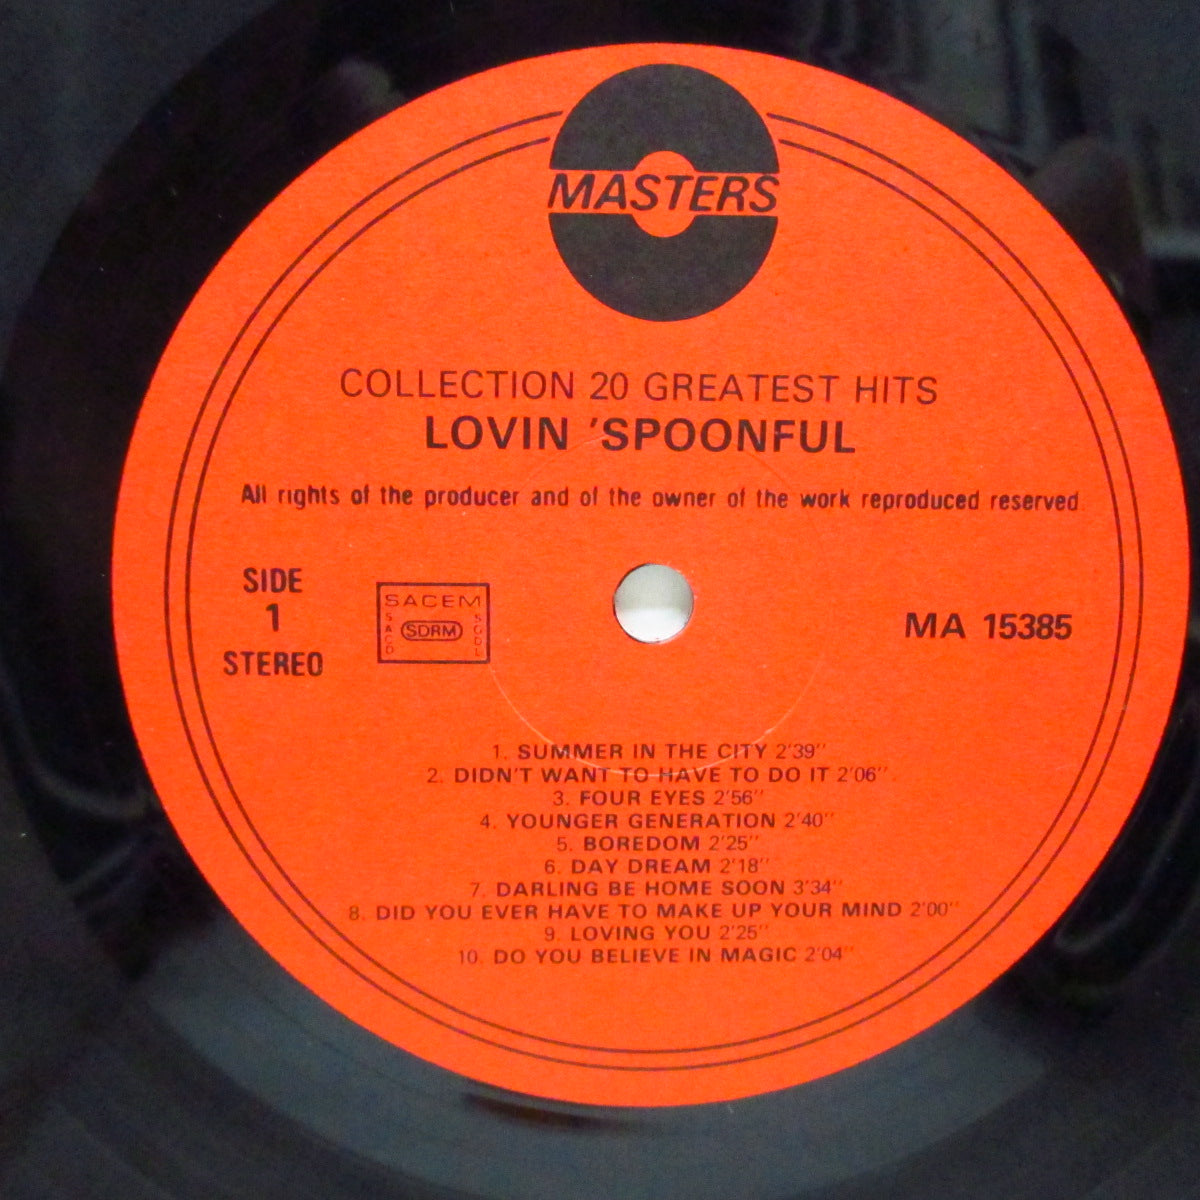 MASTERS
COLLECTION 20 GREATEST HITS
LOVIN 'SPOONFUL
All rights of the producer and of the owner of the work reproduced reserved
SIDE
1
STEREO
SACEM
SACD
SDRM
SGDL
MA 15385
1. SUMMER IN THE CITY 2'39''
2. DIDN'T WANT TO HAVE TO DO IT 2'06''.
3. FOUR EYES 2'56''
4. YOUNGER GENERATION 2'40''
5. BOREDOM 2'25''
6. DAY DREAM 2'18''
7. DARLING BE HOME SOON 3'34''
8. DID YOU EVER HAVE TO MAKE UP YOUR MIND 2'00''
9. LOVING YOU 2'25''
10. DO YOU BELIEVE IN MAGIC 2'04''